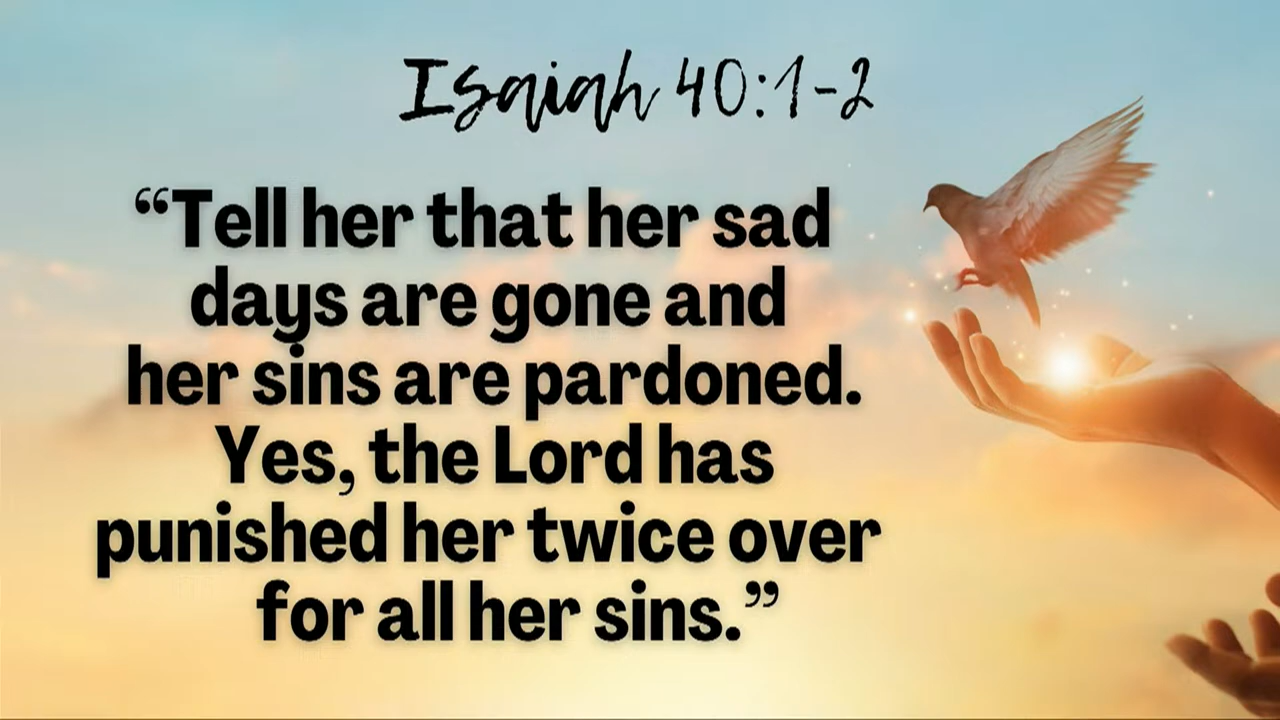 Isaiah 40:1-2
“Tell her that her sad
days are gone and
her sins are pardoned.
Yes, the Lord has
punished her twice over
for all her sins.”